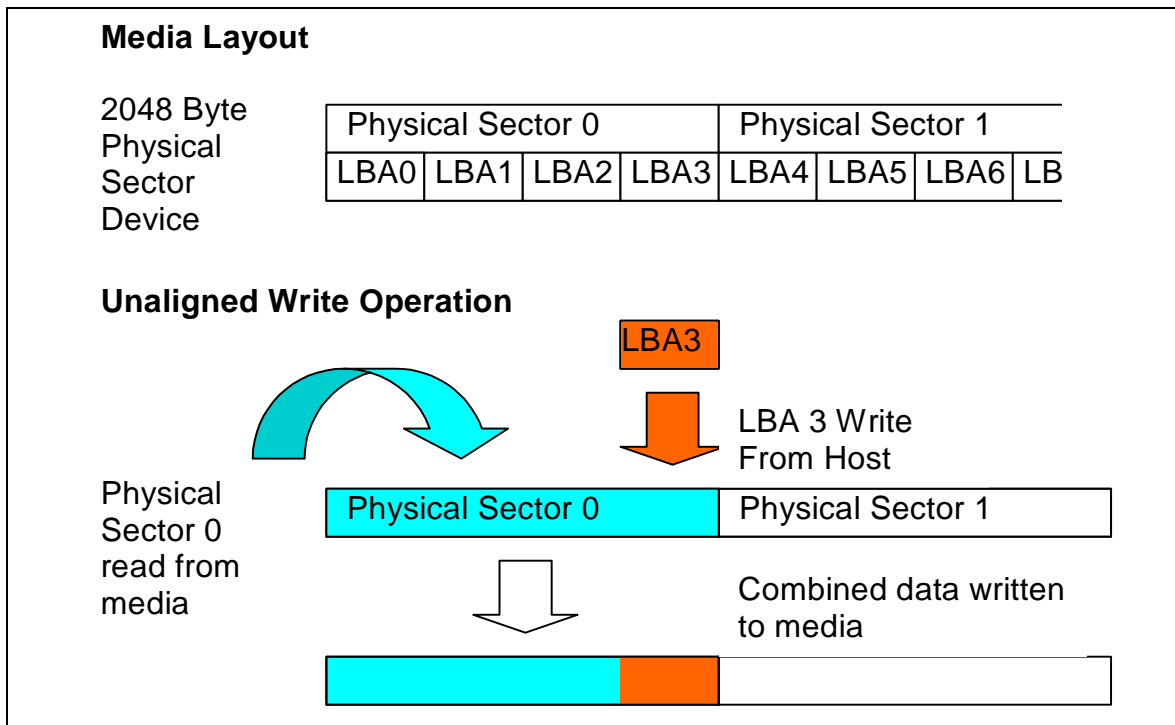 Media Layout
2048 Byte
Physical
Sector
Device
Physical Sector 0
Physical Sector 1
LBA0 LBA1 LBA2 LBA3 LBA4 LBA5 LBA6 LB
Unaligned Write Operation
LBA3
LBA 3 Write
From Host
Physical
Sector 0
read from
media
Physical Sector 0
Physical Sector 1
Combined data written
to media